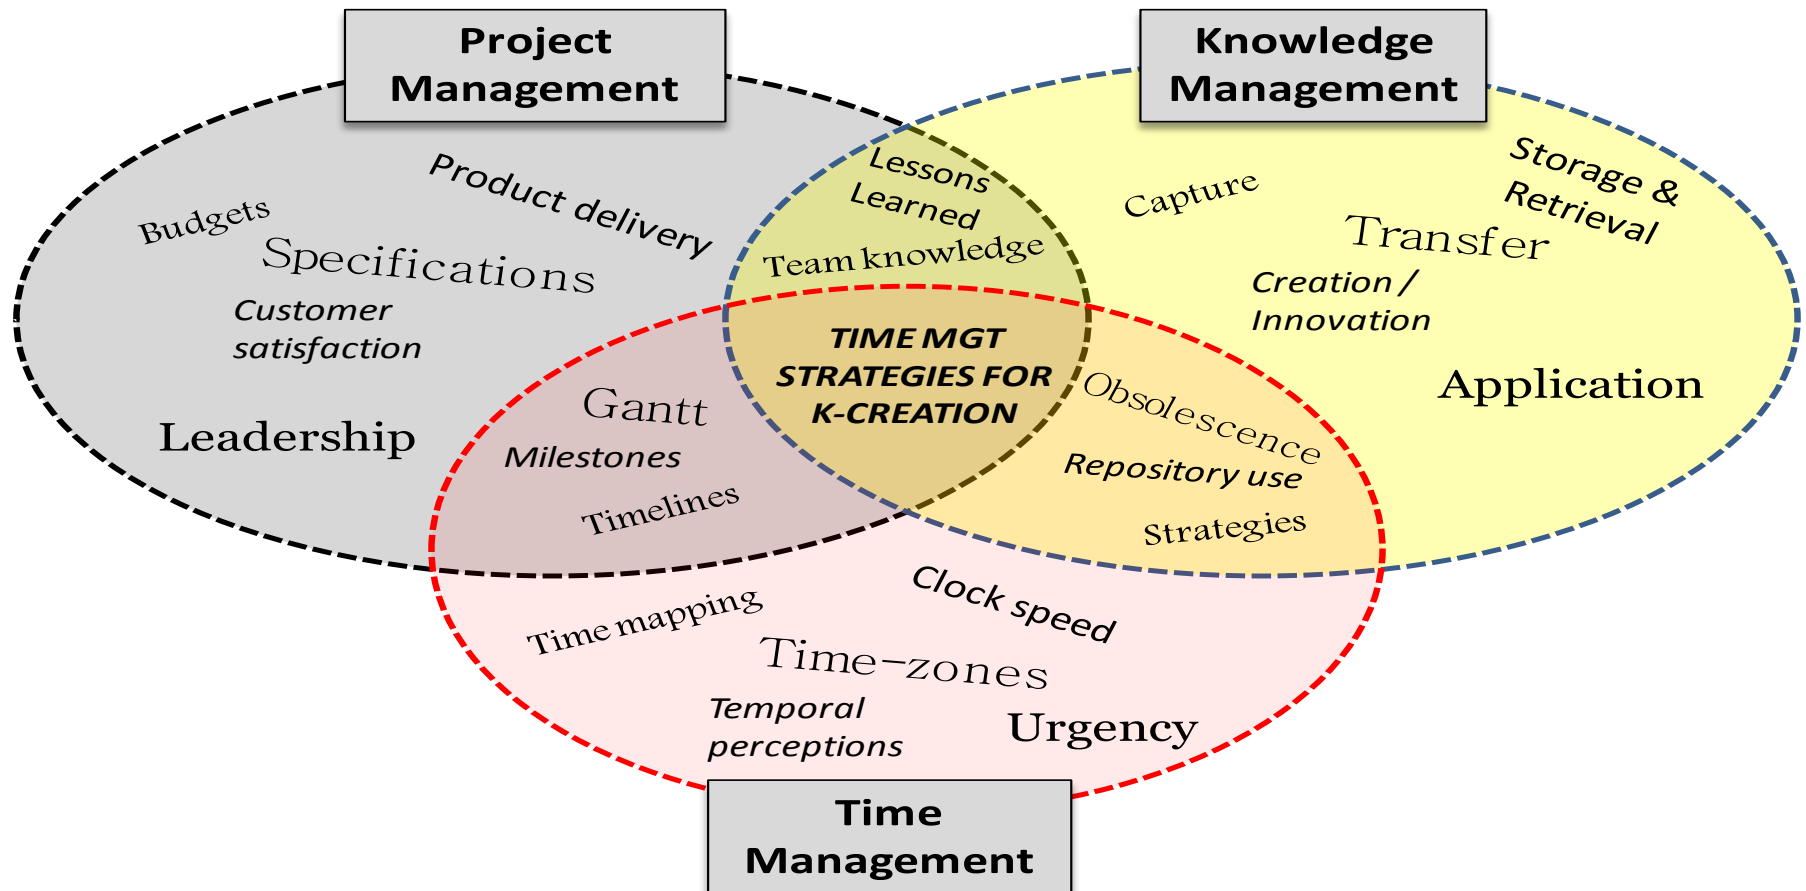 Project
Management
Knowledge
Management
Budgets
Product delivery
Specifications
Customer
satisfaction
Leadership
Lessons
Learned
Team knowledge
Capture
Storage &
Retrieval
Transfer
Creation /
Innovation
Application
TIME MGT
STRATEGIES FOR
K-CREATION
Gantt
Milestones
Timelines
Obsolescence
Repository use
Strategies
Time mapping
Clock speed
Time-zones
Temporal
perceptions
Urgency
Time
Management